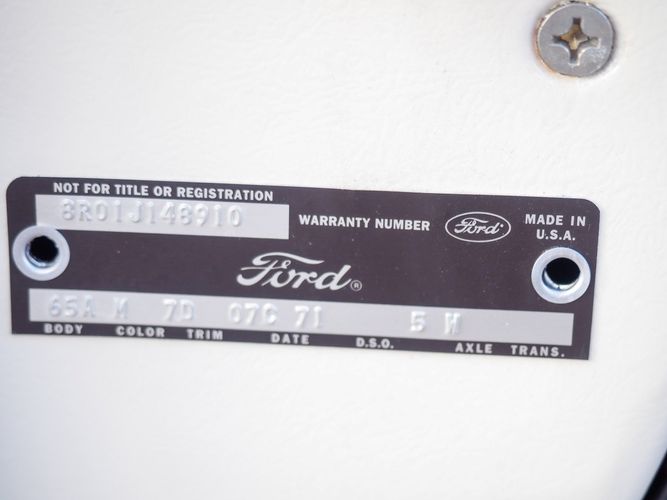 NOT FOR TITLE OR REGISTRATION
8R01J148910
WARRANTY NUMBER
Ford
MADE IN
U.S.A.
Ford®
65A M 7D 07C 71 5 M
BODY COLOR TRIM DATE D.S.O. AXLE TRANS.